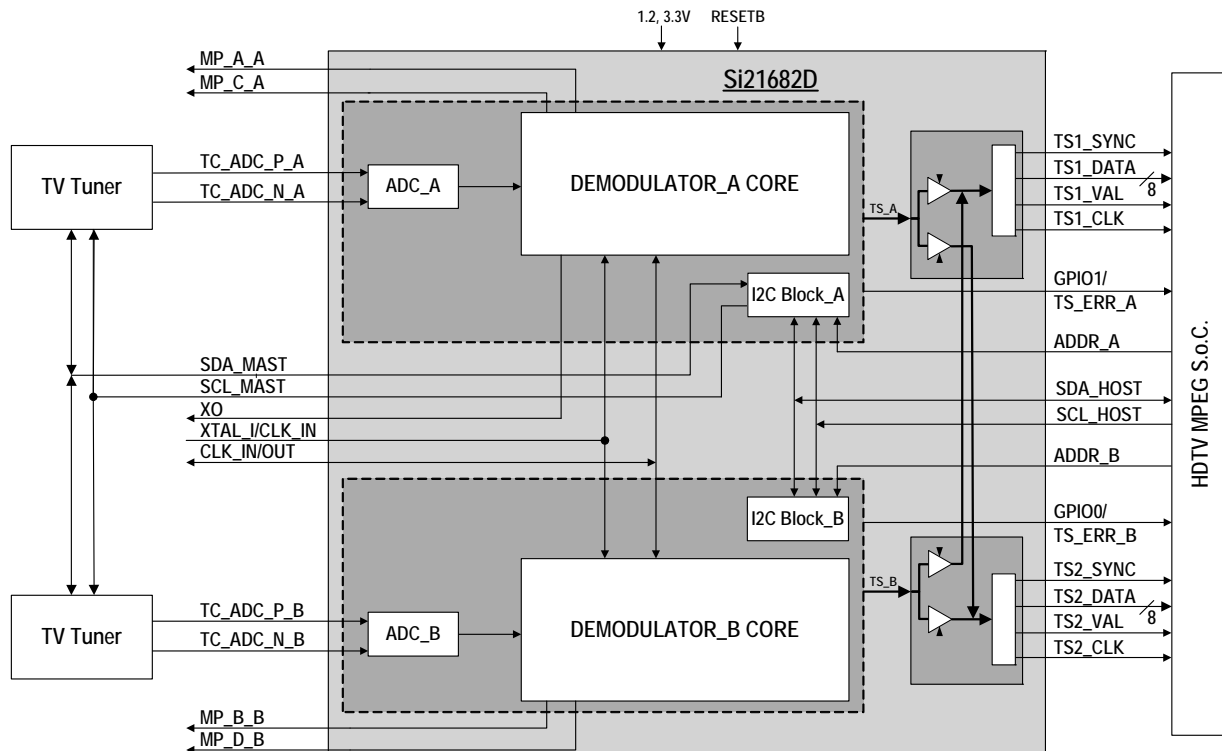 1.2, 3.3V
RESETB
Si21682D
MP_A_A
MP_C_A
TV Tuner
TC_ADC_P_A
TC_ADC_N_A
ADC_A
DEMODULATOR_A CORE
TS_A
TS1_SYNC
TS1_DATA
8
TS1_VAL
TS1_CLK
I2C Block_A
GPIO1/
TS_ERR_A
ADDR_A
SDA_MAST
SCL_MAST
XO
XTAL_I/CLK_IN
CLK_IN/OUT
SDA_HOST
SCL_HOST
ADDR_B
HDTV MPEG S.o.C.
I2C Block_B
GPIO0/
TS_ERR_B
TV Tuner
TC_ADC_P_B
TC_ADC_N_B
ADC_B
DEMODULATOR_B CORE
TS_B
TS2_SYNC
TS2_DATA
8
TS2_VAL
TS2_CLK
MP_B_B
MP_D_B